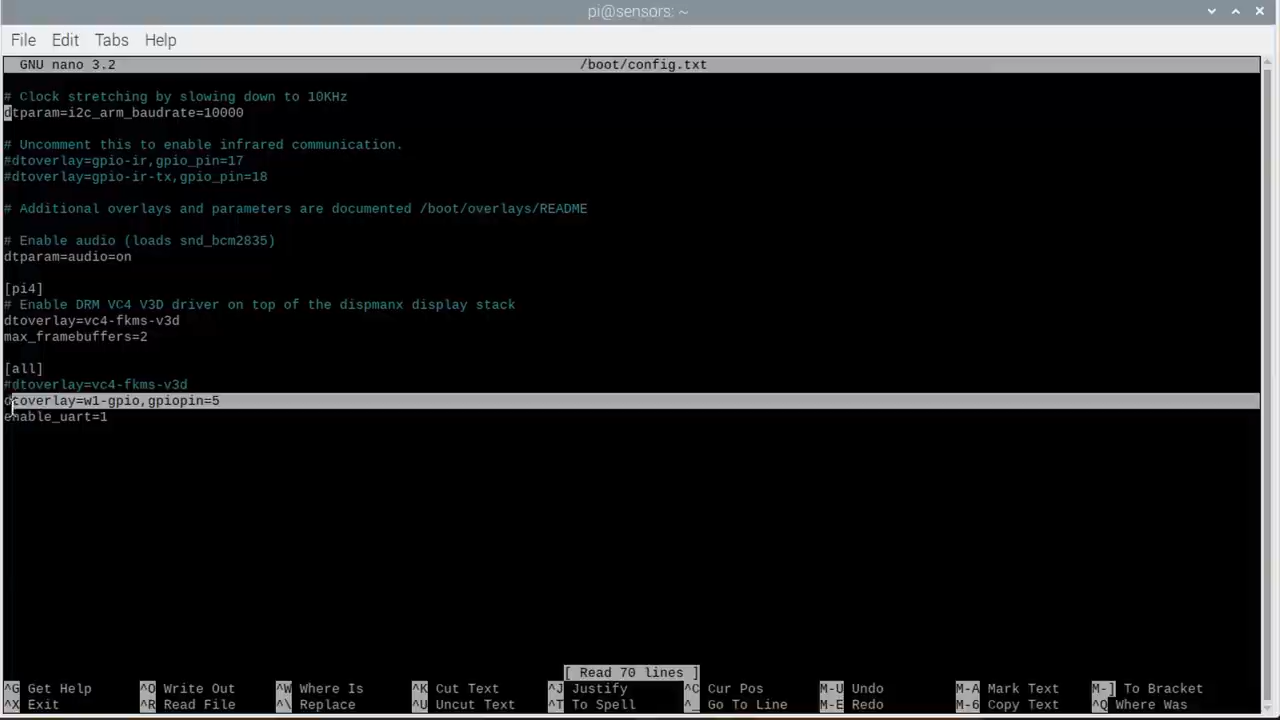 pi@sensors: ~
File Edit Tabs Help
GNU nano 3.2 /boot/config.txt
# Clock stretching by slowing down to 10KHz
dtparam=i2c_arm_baudrate=10000
# Uncomment this to enable infrared communication.
#dtoverlay=gpio-ir,gpio_pin=17
#dtoverlay=gpio-ir-tx,gpio_pin=18
# Additional overlays and parameters are documented /boot/overlays/README
# Enable audio (loads snd_bcm2835)
dtparam=audio=on
[pi4]
# Enable DRM VC4 V3D driver on top of the dispmanx display stack
dtoverlay=vc4-fkms-v3d
max_framebuffers=2
[all]
#dtoverlay=vc4-fkms-v3d
dtoverlay=w1-gpio,gpiopin=5
enable_uart=1
[ Read 70 lines ]
^G Get Help ^O Write Out ^W Where Is ^K Cut Text ^J Justify ^C Cur Pos M-U Undo M-A Mark Text M-] To Bracket
^X Exit ^R Read File ^\ Replace ^U Uncut Text ^T To Spell ^_ Go To Line M-E Redo M-6 Copy Text ^Q Where Was